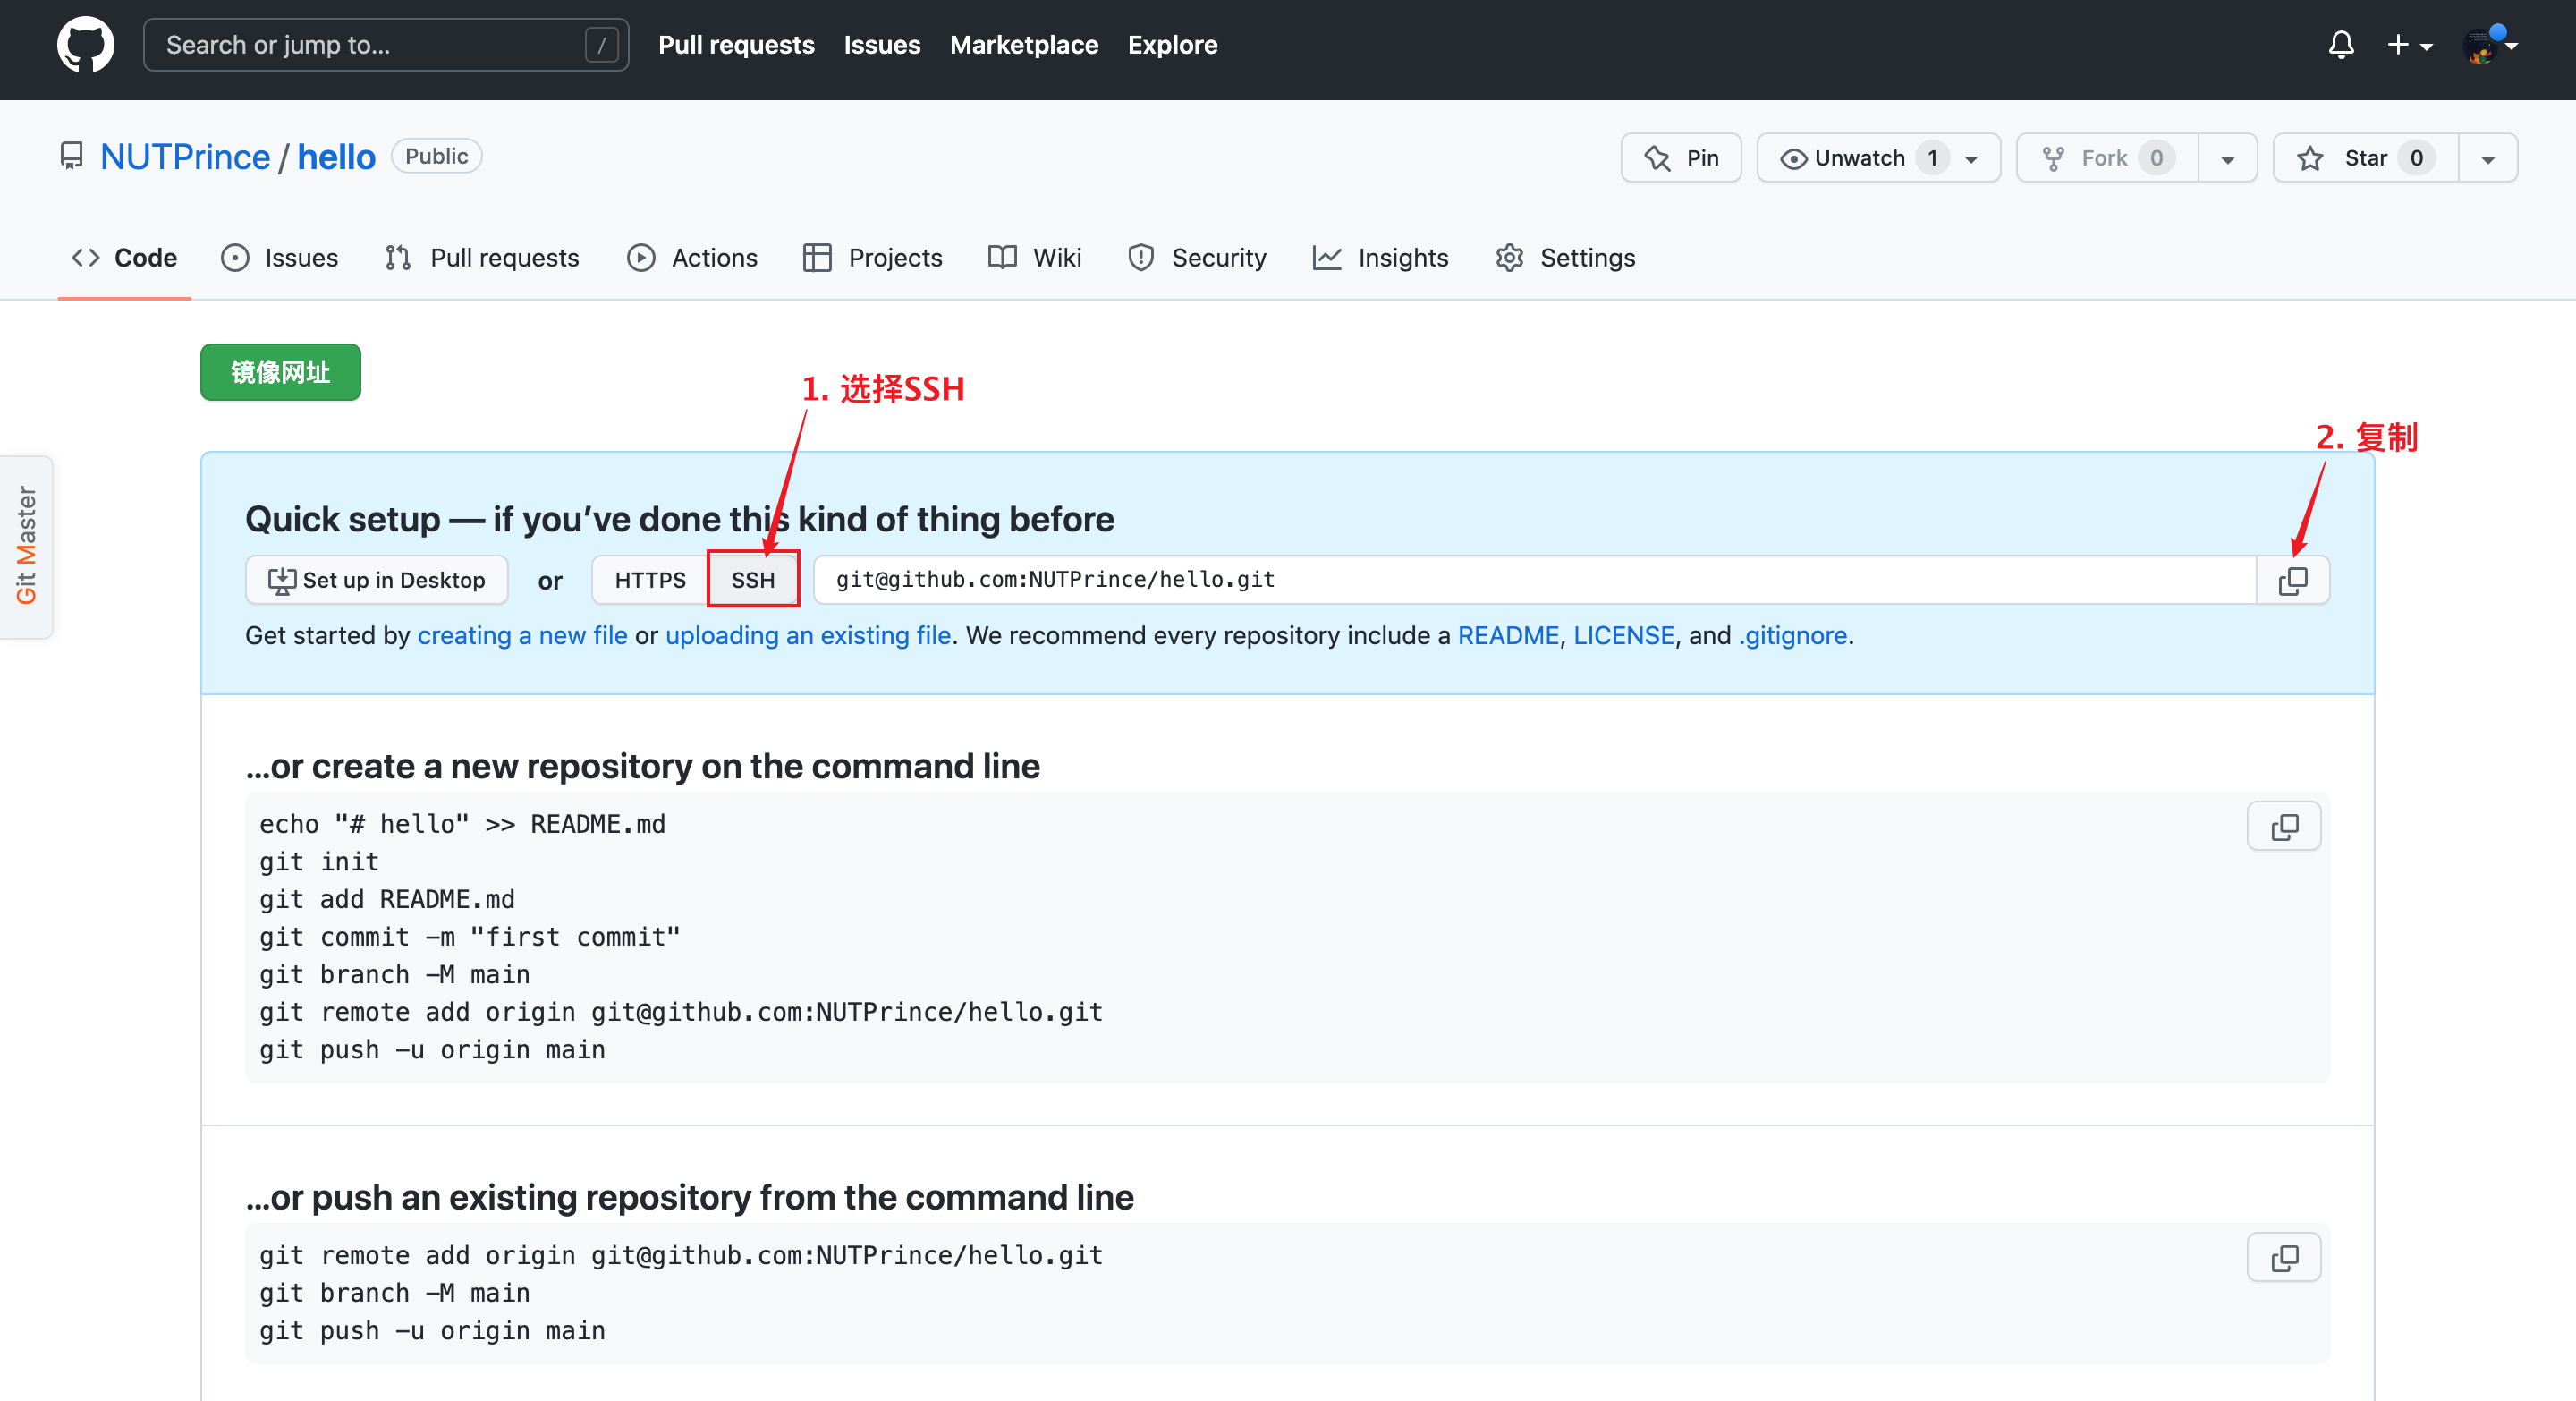 Search or jump to... /
Pull requests Issues Marketplace Explore
NUTPrince / hello Public
Pin Unwatch 1 Fork 0 Star 0
Code Issues Pull requests Actions Projects Wiki Security Insights Settings
镜像网址
1. 选择SSH
2. 复制
Git Master
Quick setup — if you’ve done this kind of thing before
Set up in Desktop or HTTPS SSH git@github.com:NUTPrince/hello.git
Get started by creating a new file or uploading an existing file. We recommend every repository include a README, LICENSE, and .gitignore.
…or create a new repository on the command line
echo "# hello" >> README.md
git init
git add README.md
git commit -m "first commit"
git branch -M main
git remote add origin git@github.com:NUTPrince/hello.git
git push -u origin main
…or push an existing repository from the command line
git remote add origin git@github.com:NUTPrince/hello.git
git branch -M main
git push -u origin main